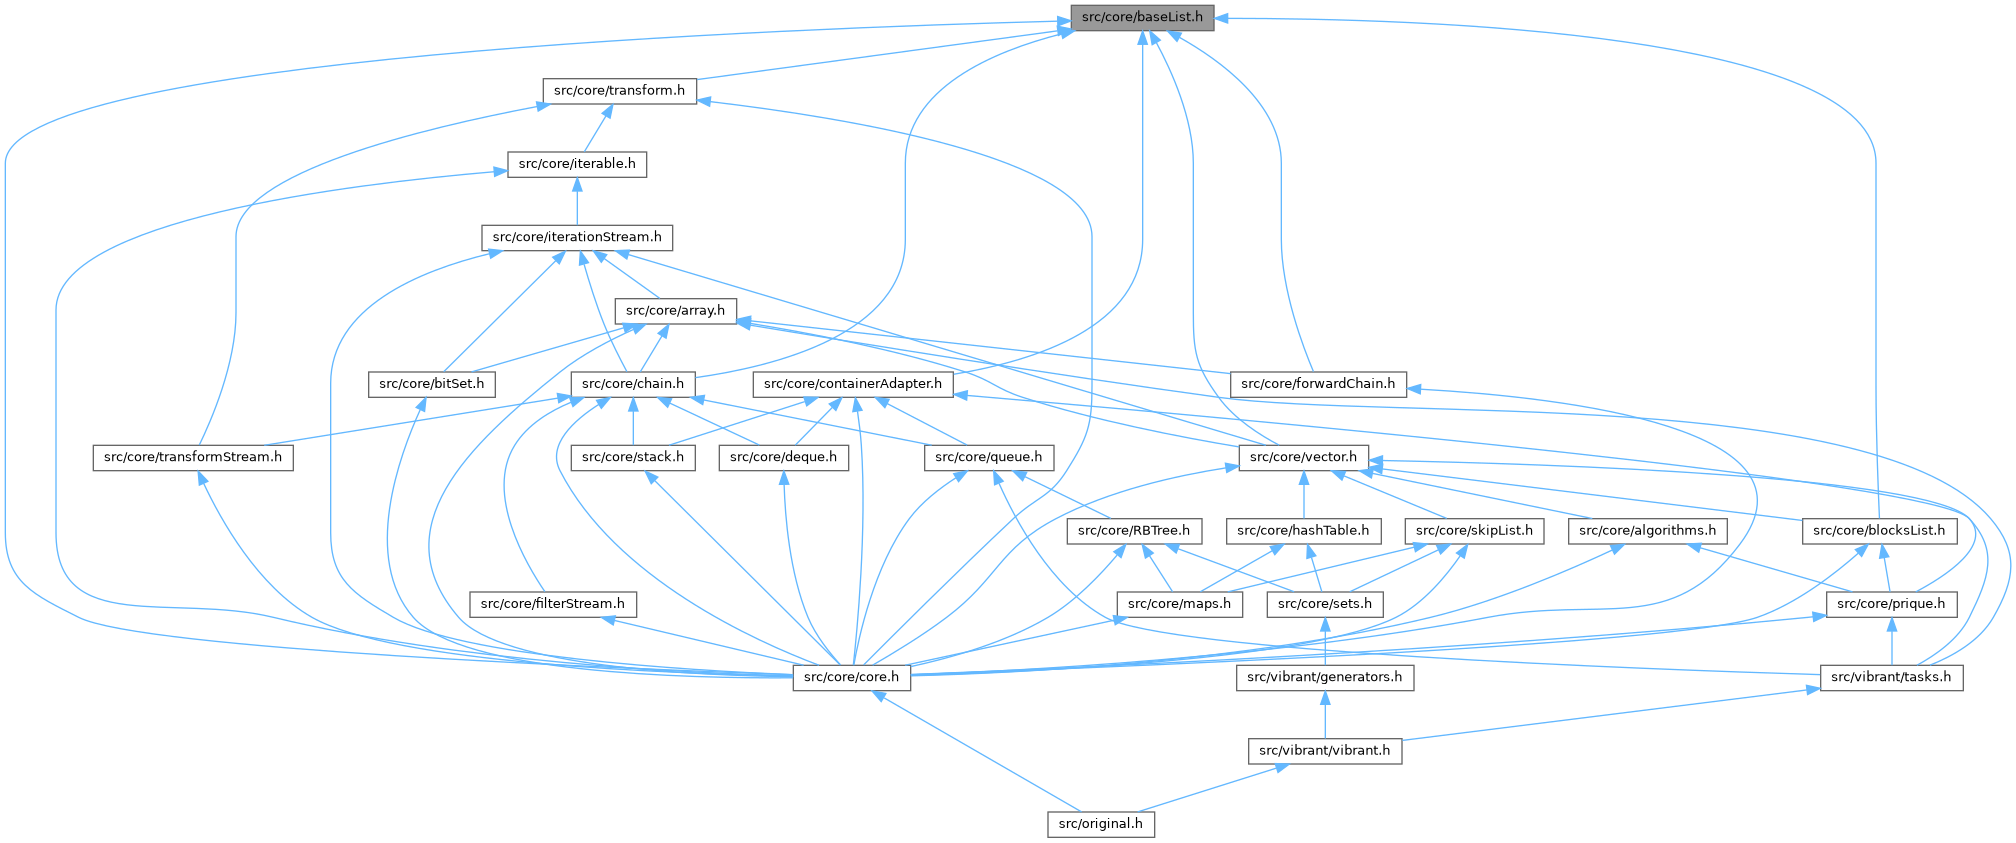 src/core/baseList.h
src/core/transform.h
src/core/iterable.h
src/core/iterationStream.h
src/core/array.h
src/core/bitSet.h
src/core/chain.h
src/core/containerAdapter.h
src/core/forwardChain.h
src/core/transformStream.h
src/core/stack.h
src/core/deque.h
src/core/queue.h
src/core/vector.h
src/core/RBTree.h
src/core/hashTable.h
src/core/skipList.h
src/core/algorithms.h
src/core/blocksList.h
src/core/filterStream.h
src/core/maps.h
src/core/sets.h
src/core/prique.h
src/core/core.h
src/vibrant/generators.h
src/vibrant/tasks.h
src/vibrant/vibrant.h
src/original.h